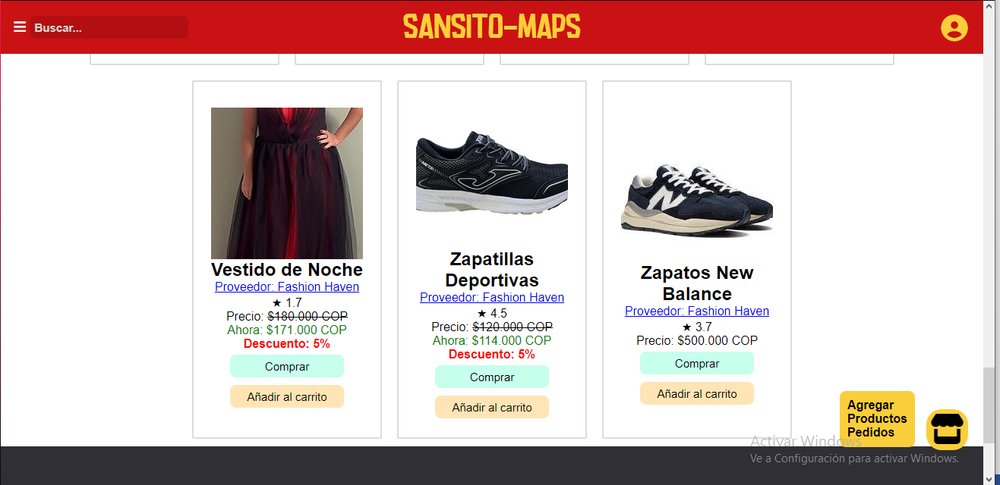 Buscar...
SANSITO-MAPS
Vestido de Noche
Proveedor: Fashion Haven
★ 1.7
Precio: $180.000 COP
Ahora: $171.000 COP
Descuento: 5%
Comprar
Añadir al carrito
Zapatillas
Deportivas
Proveedor: Fashion Haven
★ 4.5
Precio: $120.000 COP
Ahora: $114.000 COP
Descuento: 5%
Comprar
Añadir al carrito
Zapatos New
Balance
Proveedor: Fashion Haven
★ 3.7
Precio: $500.000 COP
Comprar
Añadir al carrito
Agregar
Productos
Pedidos
Activar Windows
Ve a Configuración para activar Windows.